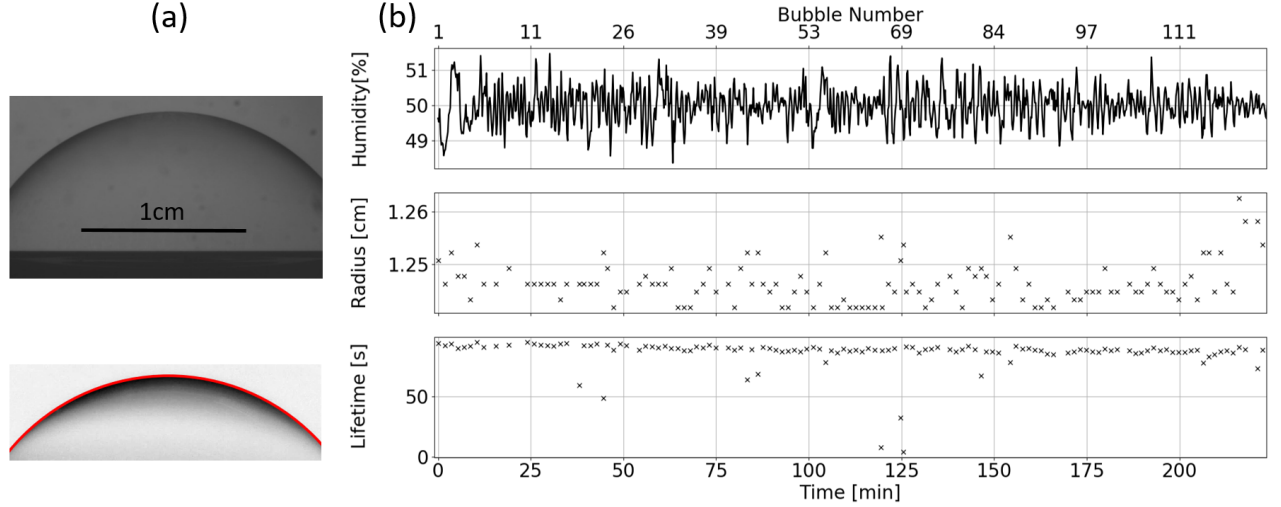 (a)
1cm
(b)
Bubble Number
1 11 26 39 53 69 84 97 111
Humidity[%]
51
50
49
Radius [cm]
1.26
1.25
Lifetime [s]
50
0
0 25 50 75 100 125 150 175 200
Time [min]